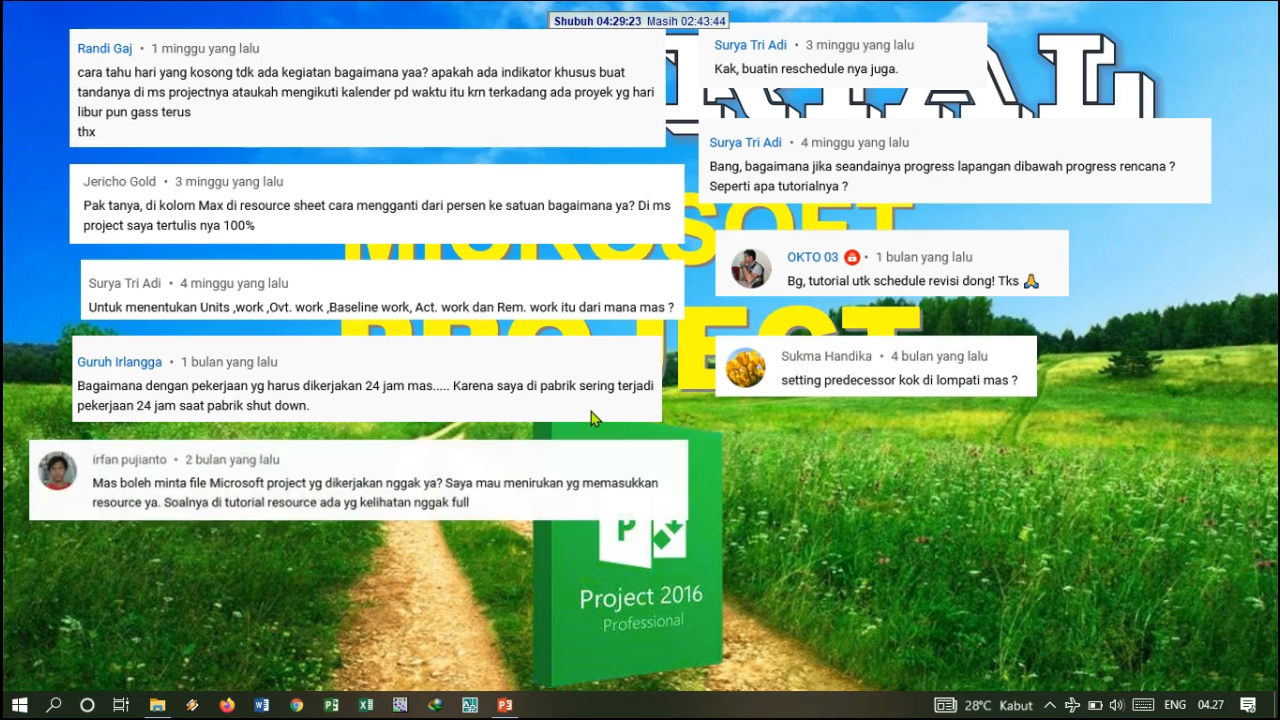 Shubuh 04:29:23 Masih 02:43:44
Randi Gaj • 1 minggu yang lalu
cara tahu hari yang kosong tdk ada kegiatan bagaimana yaa? apakah ada indikator khusus buat
tandanya di ms projectnya ataukah mengikuti kalender pd waktu itu krn terkadang ada proyek yg hari
libur pun gass terus
thx
Jericho Gold • 3 minggu yang lalu
Pak tanya, di kolom Max di resource sheet cara mengganti dari persen ke satuan bagaimana ya? Di ms
project saya tertulis nya 100%
Surya Tri Adi • 4 minggu yang lalu
Untuk menentukan Units ,work ,Ovt. work ,Baseline work, Act. work dan Rem. work itu dari mana mas ?
Guruh Irlangga • 1 bulan yang lalu
Bagaimana dengan pekerjaan yg harus dikerjakan 24 jam mas..... Karena saya di pabrik sering terjadi
pekerjaan 24 jam saat pabrik shut down.
irfan pujianto • 2 bulan yang lalu
Mas boleh minta file Microsoft project yg dikerjakan nggak ya? Saya mau menirukan yg memasukkan
resource ya. Soalnya di tutorial resource ada yg kelihatan nggak full
Surya Tri Adi • 3 minggu yang lalu
Kak, buatin reschedule nya juga.
Surya Tri Adi • 4 minggu yang lalu
Bang, bagaimana jika seandainya progress lapangan dibawah progress rencana ?
Seperti apa tutorialnya ?
OKTO 03 • 1 bulan yang lalu
Bg, tutorial utk schedule revisi dong! Tks 🙏
Sukma Handika • 4 bulan yang lalu
setting predecessor kok di lompati mas ?
MICROSOFT
PROJECT
P
Project 2016
Professional
28°C Kabut
ENG
04.27